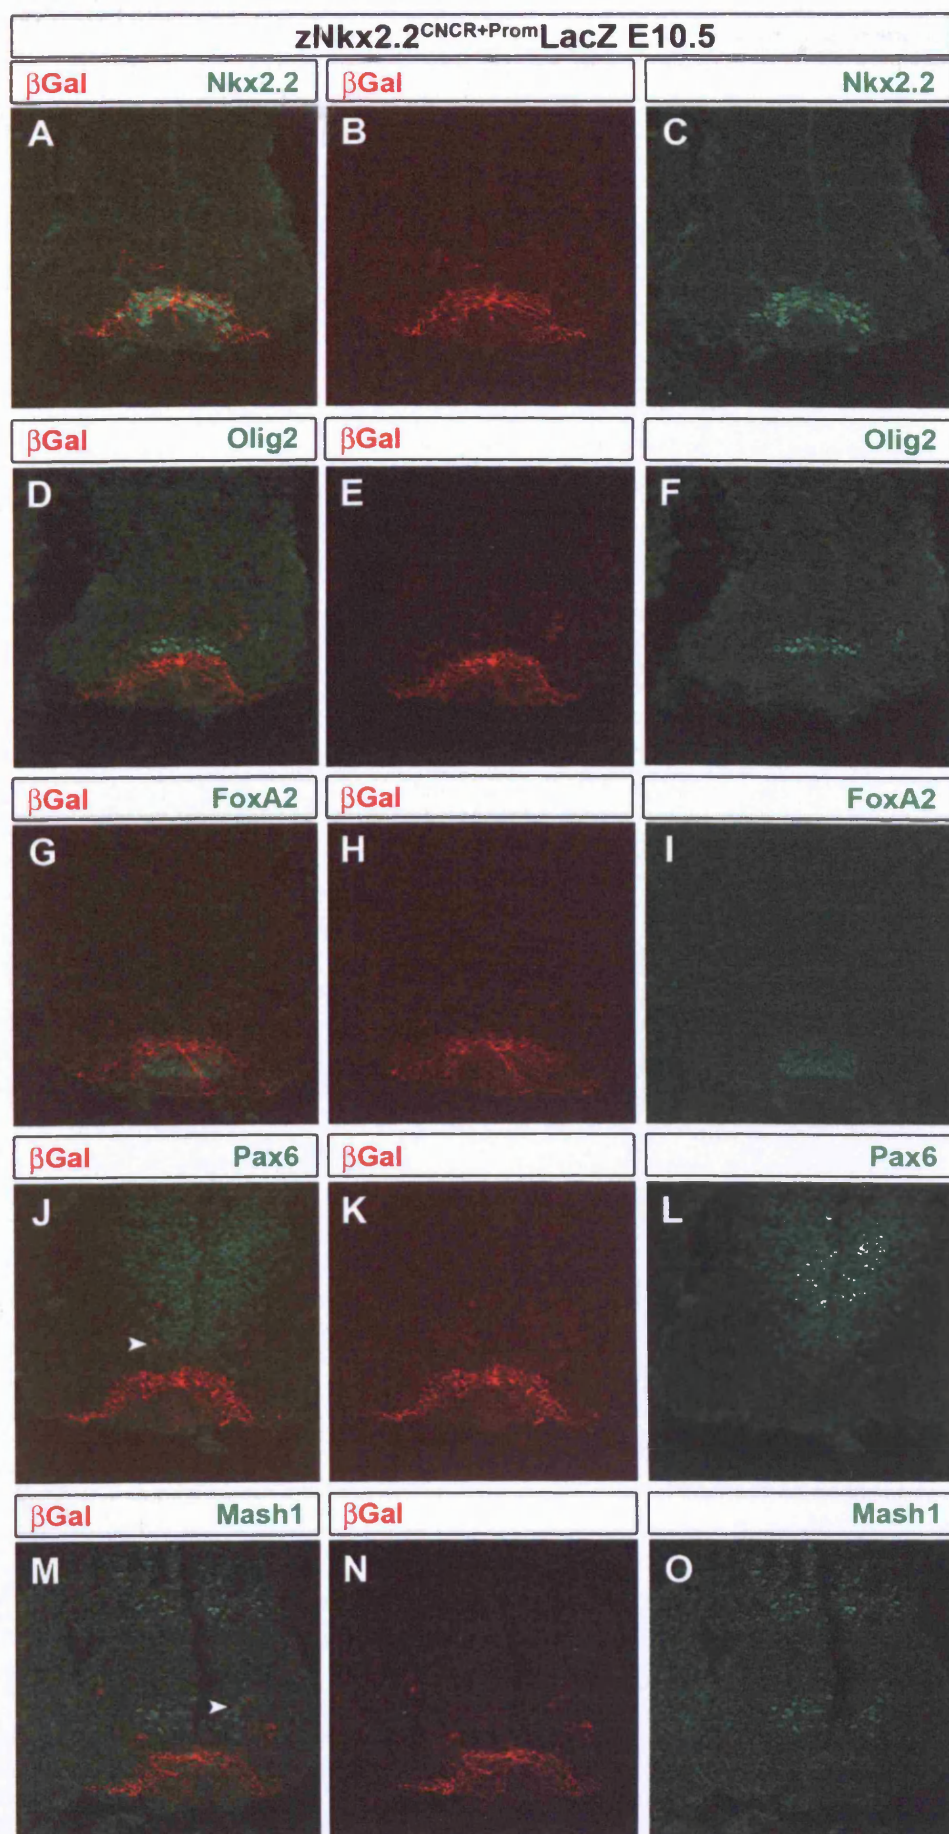 zNkx2.2CNCR+PromLacZ E10.5
βGal Nkx2.2 βGal Nkx2.2
A B C
βGal Olig2 βGal Olig2
D E F
βGal FoxA2 βGal FoxA2
G H I
βGal Pax6 βGal Pax6
J K L
βGal Mash1 βGal Mash1
M N O